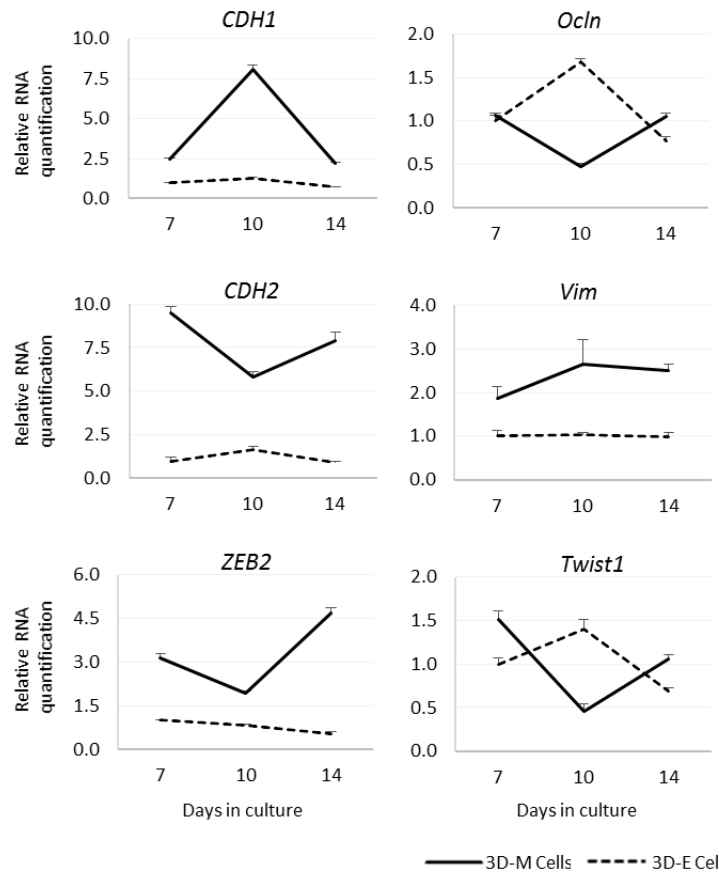 CDH1
Relative RNA
quantification
10.0
7.5
5.0
2.5
0.0
7 10 14
Ocln
2.0
1.5
1.0
0.5
0.0
7 10 14
CDH2
Relative RNA
quantification
10.0
7.5
5.0
2.5
0.0
7 10 14
Vim
4.0
3.0
2.0
1.0
0.0
7 10 14
ZEB2
Relative RNA
quantification
6.0
4.5
3.0
1.5
0.0
7 10 14
Days in culture
Twist1
2.0
1.5
1.0
0.5
0.0
7 10 14
Days in culture
3D-M Cells 3D-E Cel